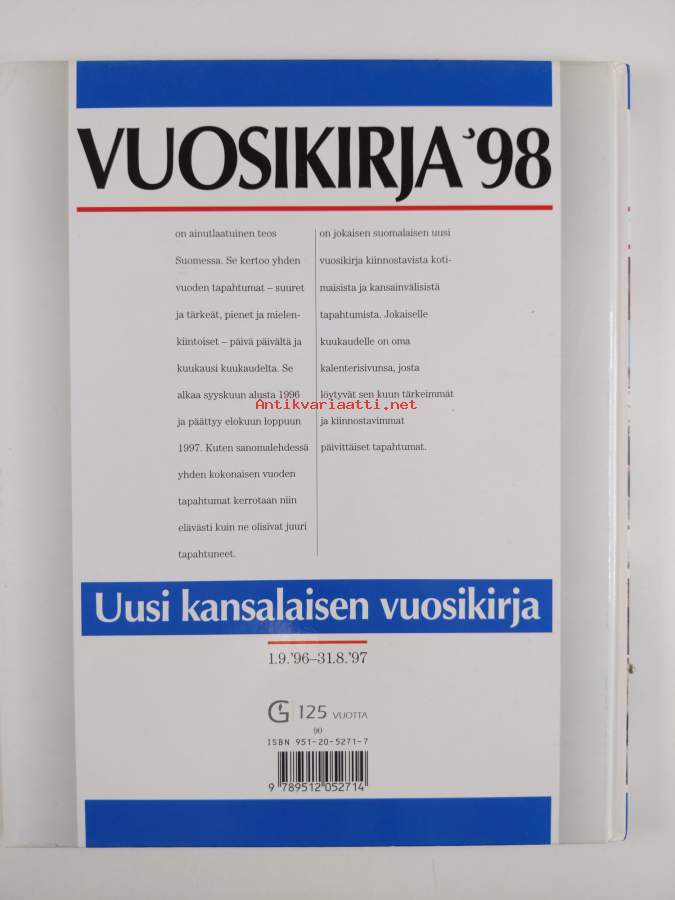 VUOSIKIRJA '98
on ainutlaatuinen teos
Suomessa. Se kertoo yhden
vuoden tapahtumat – suuret
ja tärkeät, pienet ja mielen-
kiintoiset – päivä päivältä ja
kuukausi kuukaudelta. Se
alkaa syyskuun alusta 1996
ja päättyy elokuun loppuun
1997. Kuten sanomalehdessä
yhden kokonaisen vuoden
tapahtumat kerrotaan niin
elävästi kuin ne olisivat juuri
tapahtuneet.
on jokaisen suomalaisen uusi
vuosikirja kiinnostavista koti-
maisista ja kansainvälisistä
tapahtumista. Jokaiselle
kuukaudelle on oma
kalenterisivunsa, josta
löytyvät sen kuun tärkeimmät
ja kiinnostavimmat
päivittäiset tapahtumat.
Antikvariaatti.net
Uusi kansalaisen vuosikirja
1.9.'96–31.8.'97
G 125 VUOTTA
90
ISBN 951-20-5271-7
9 789512 052714